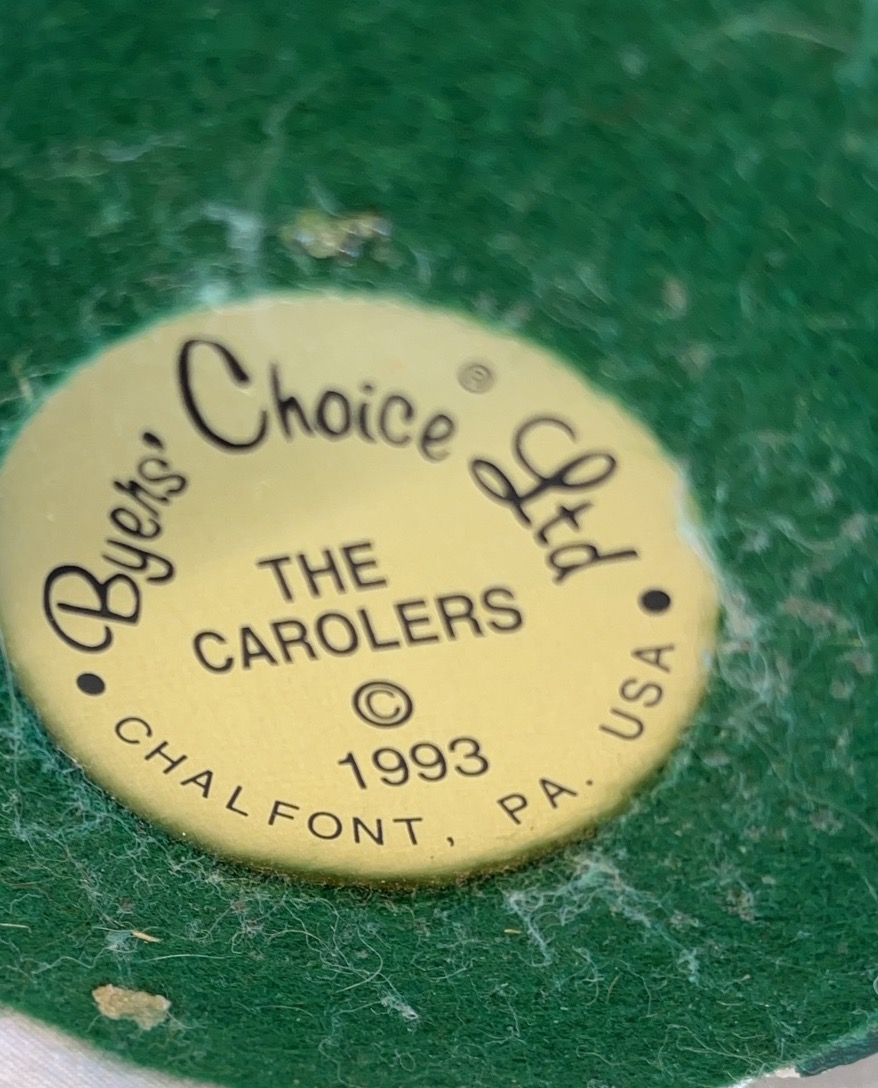 Byers' Choice® Ltd
THE
CAROLERS
©
1993
• CHALFONT, PA. USA •